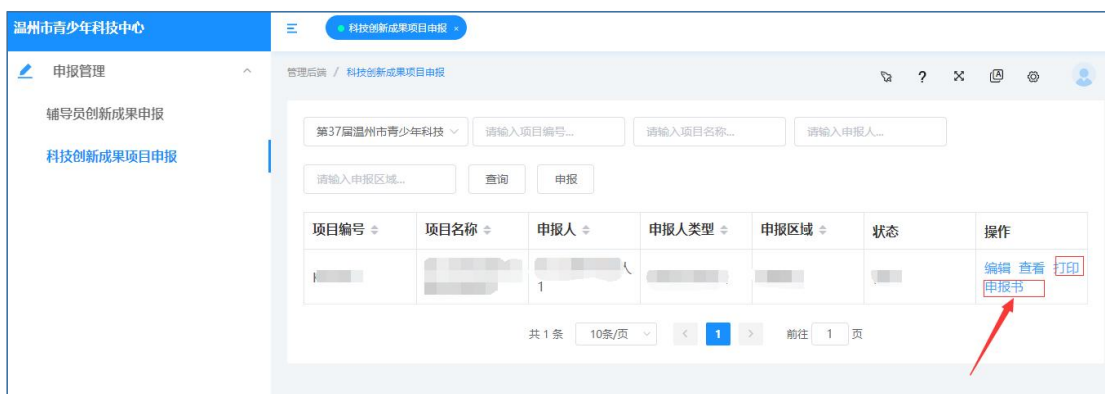 温州市青少年科技中心
科技创新成果项目申报 ×
申报管理
管理后端 / 科技创新成果项目申报
辅导员创新成果申报
科技创新成果项目申报
第37届温州市青少年科技
请输入项目编号...
请输入项目名称...
请输入申报人...
请输入申报区域...
查询
申报
项目编号 项目名称 申报人 申报人类型 申报区域 状态 操作
人
1
编辑 查看 打印
申报书
共 1 条 10条/页 < 1 > 前往 1 页